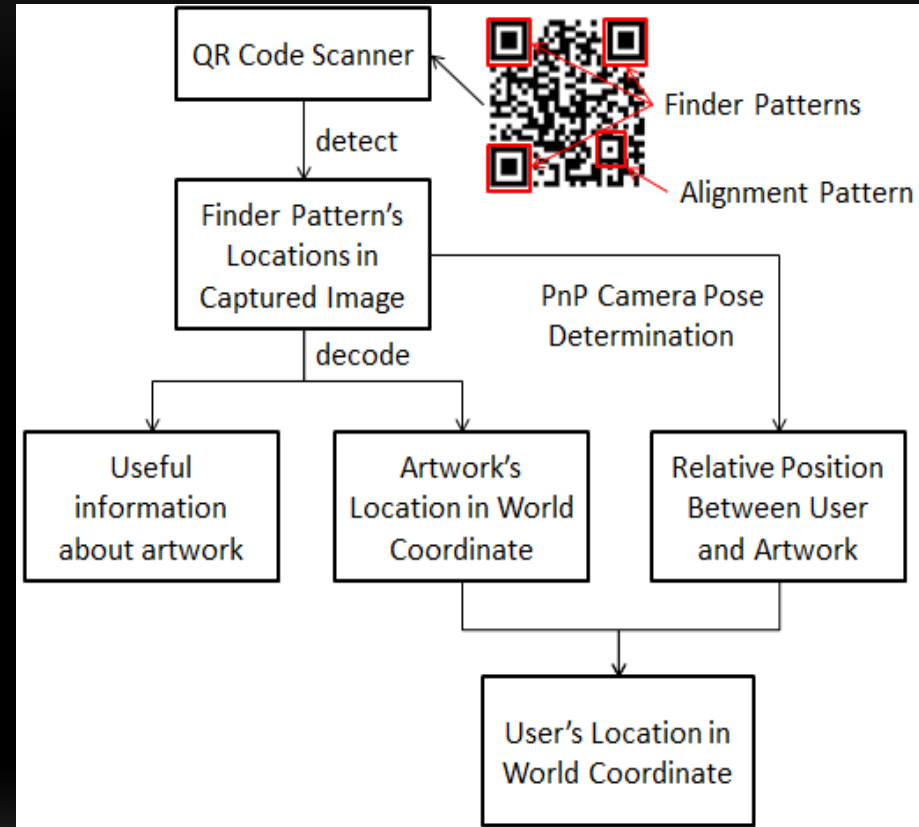 QR Code Scanner
Finder Patterns
detect
Alignment Pattern
Finder Pattern's
Locations in
Captured Image
PnP Camera Pose
Determination
decode
Useful
information
about artwork
Artwork's
Location in World
Coordinate
Relative Position
Between User
and Artwork
User's Location in
World Coordinate